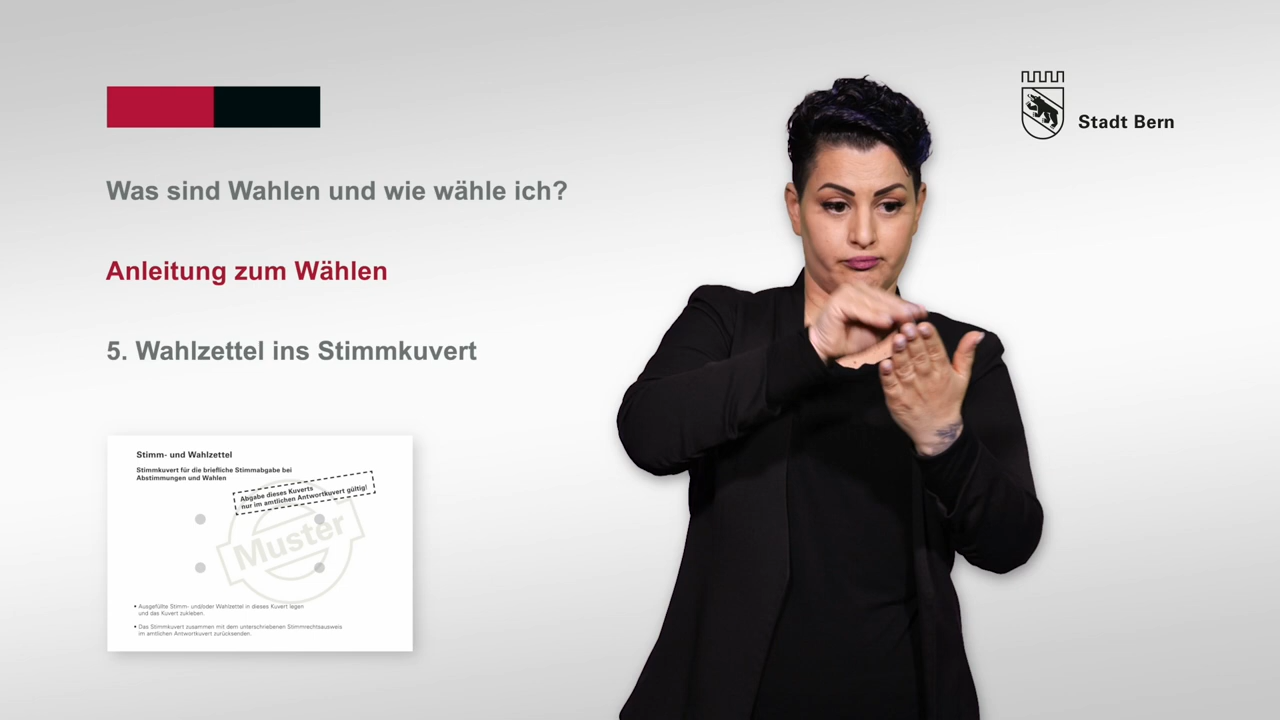 Stadt Bern
Was sind Wahlen und wie wähle ich?
Anleitung zum Wählen
5. Wahlzettel ins Stimmkuvert
Stimm- und Wahlzettel
Stimmkuvert für die briefliche Stimmabgabe bei
Abstimmungen und Wahlen
Abgabe dieses Kuverts
nur im amtlichen Antwortkuvert gültig!
Muster
• Ausgefüllte Stimm- und/oder Wahlzettel in dieses Kuvert legen
und das Kuvert zukleben.
• Das Stimmkuvert zusammen mit dem unterschriebenen Stimmrechtsausweis
im amtlichen Antwortkuvert zurücksenden.